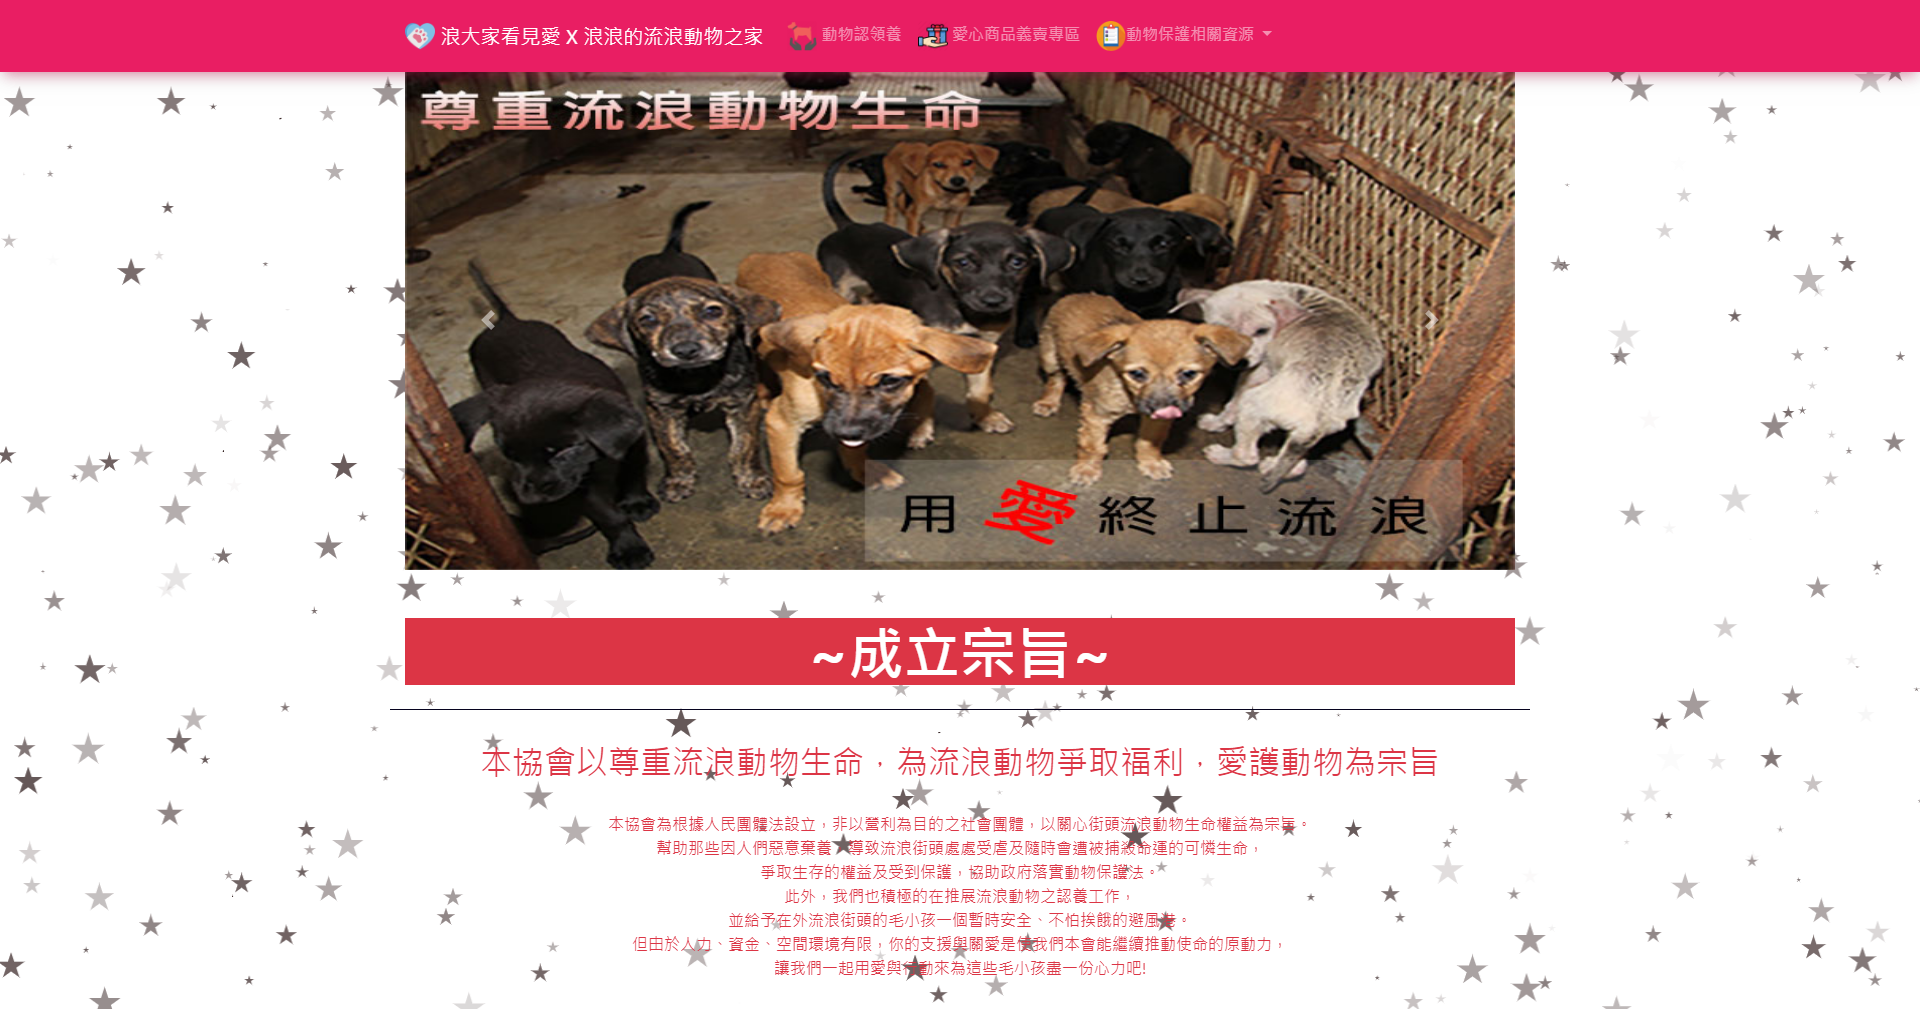 浪大家看見愛 X 浪浪的流浪動物之家
動物認領養
愛心商品義賣專區
動物保護相關資源
尊重流浪動物生命
用愛終止流浪
~成立宗旨~
本協會以尊重流浪動物生命，為流浪動物爭取福利，愛護動物為宗旨
本協會為根據人民團體法設立，非以營利為目的之社會團體，以關心街頭流浪動物生命權益為宗旨。
幫助那些因人們惡意棄養，導致流浪街頭處處受虐及隨時會遭被捕殺命運的可憐生命，
爭取生存的權益及受到保護，協助政府落實動物保護法。
此外，我們也積極的在推展流浪動物之認養工作，
並給予在外流浪街頭的毛小孩一個暫時安全、不怕挨餓的避風港。
但由於人力、資金、空間環境有限，你的支援與關愛是使我們本會能繼續推動使命的原動力，
讓我們一起用愛與行動來為這些毛小孩盡一份心力吧!